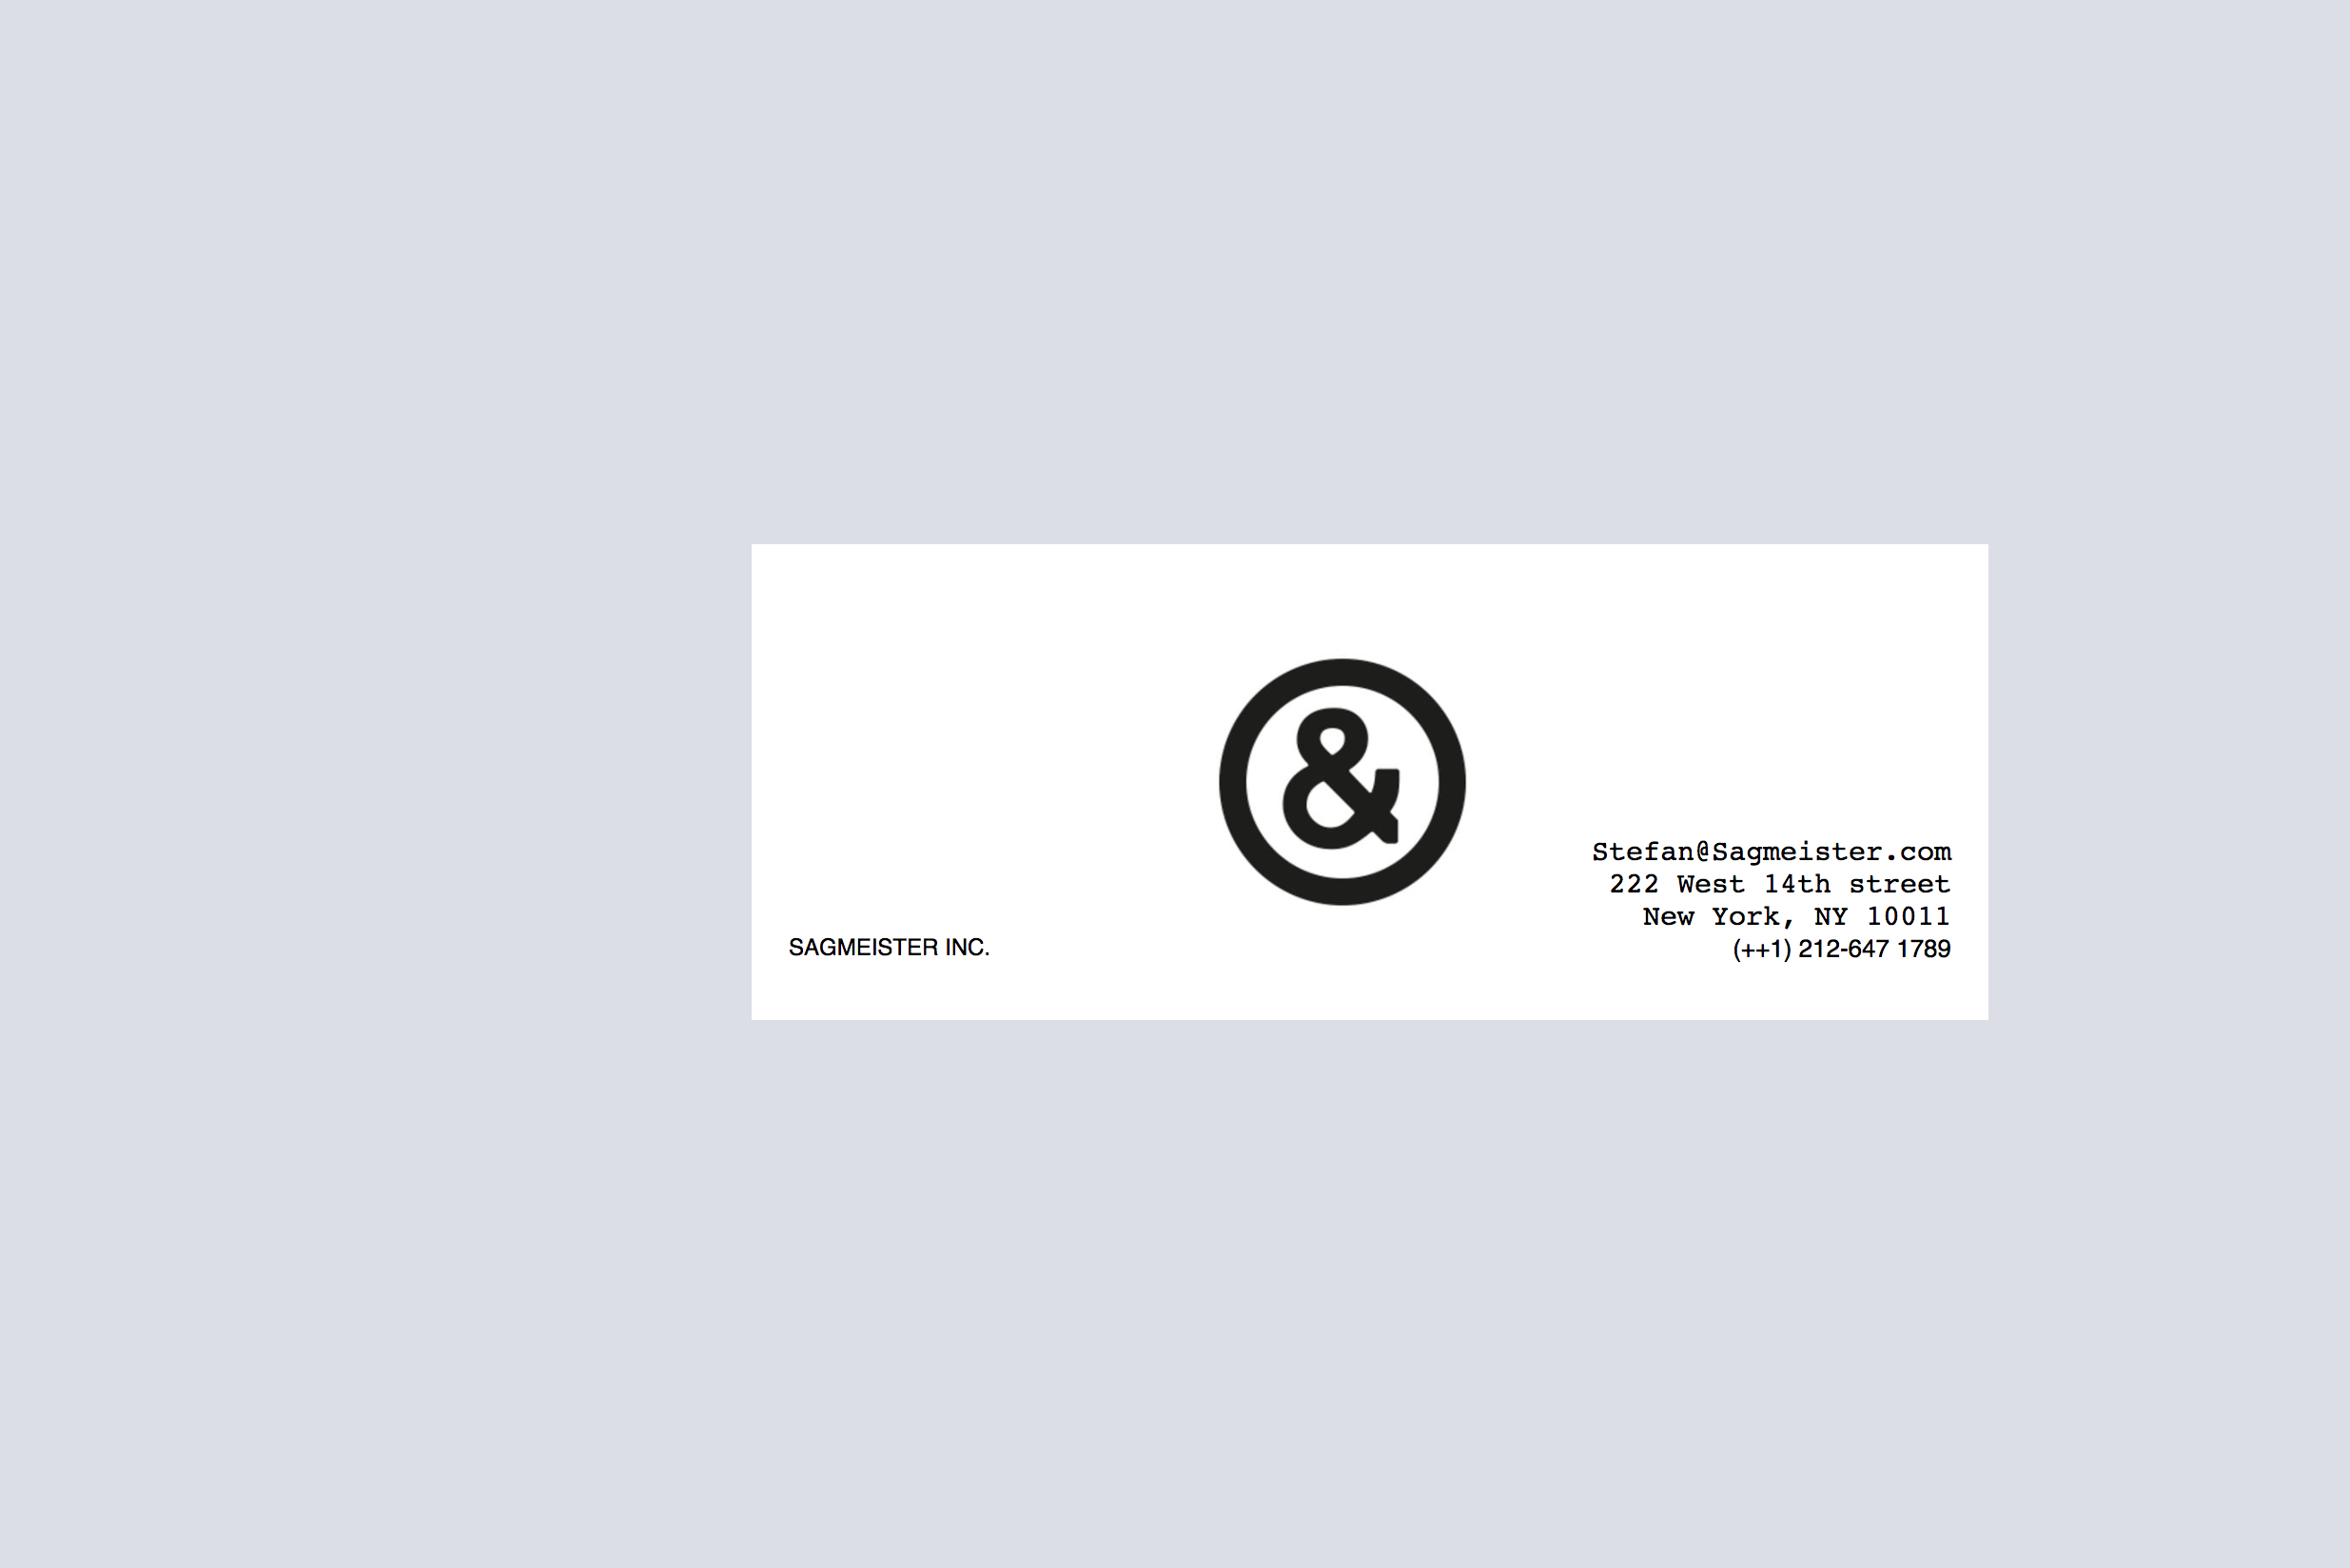 &
Stefan@Sagmeister.com
222 West 14th street
New York, NY 10011
SAGMEISTER INC.
(++1) 212-647 1789